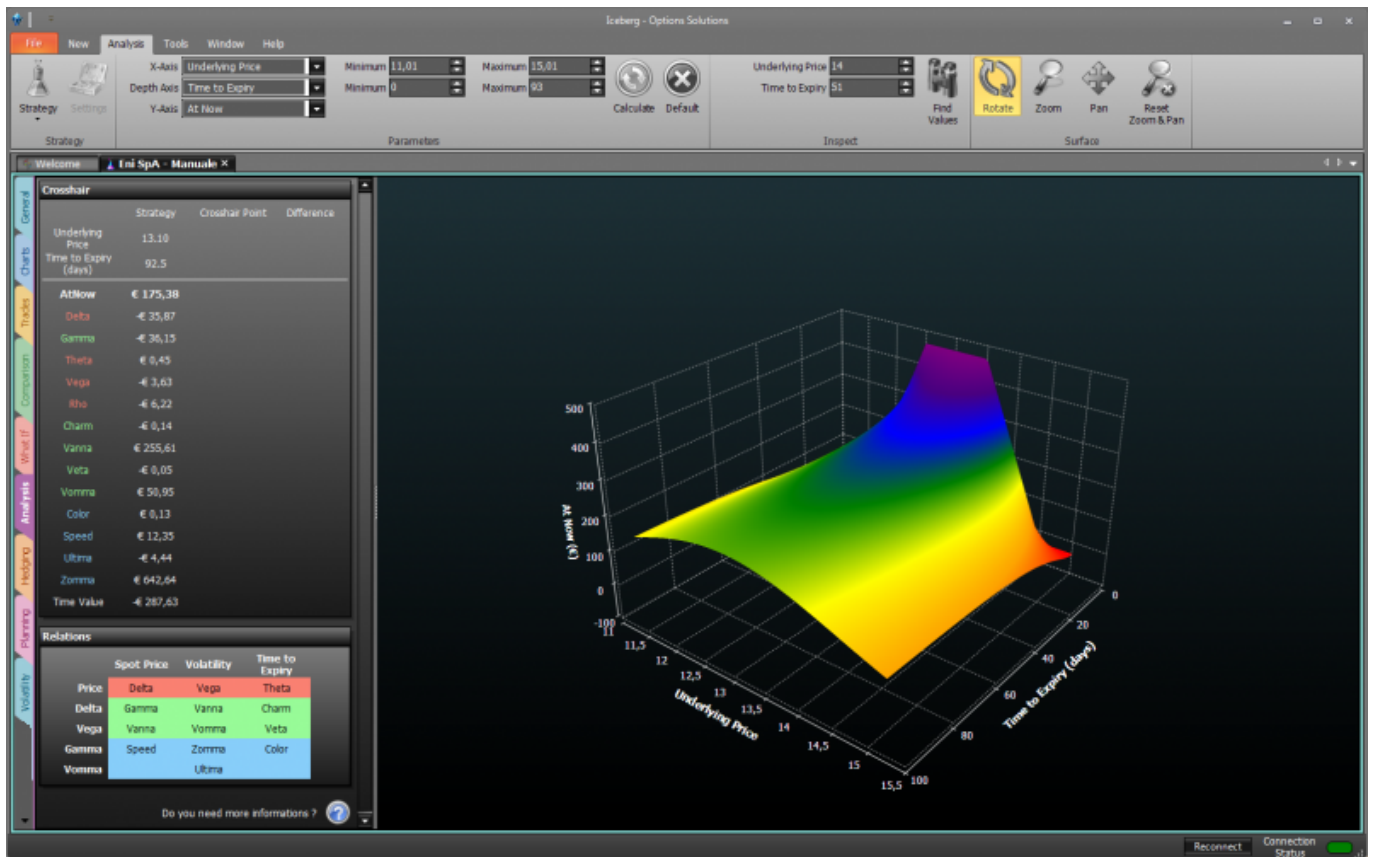 Iceberg - Options Solutions
File New Analysis Tools Window Help
X-Axis Underlying Price Minimum 11,01 Maximum 15,01 Underlying Price 14
Depth Axis Time to Expiry Minimum 0 Maximum 93 Time to Expiry 51
Y-Axis At Now
Strategy Settings Calculate Default Find Values Rotate Zoom Pan Reset Zoom & Pan
Strategy Parameters Inspect Surface
Welcome Eni SpA - Manuale ×
General
Charts
Trades
Comparison
What If
Analysis
Hedging
Planning
Volatility
Crosshair
Strategy Crosshair Point Difference
Underlying Price 13.10
Time to Expiry (days) 92.5
AtNow € 175,38
Delta -€ 35,87
Gamma -€ 36,15
Theta € 0,45
Vega -€ 3,63
Rho -€ 6,22
Charm -€ 0,14
Vanna € 255,61
Veta -€ 0,05
Vomma € 50,95
Color € 0,13
Speed € 12,35
Ultima -€ 4,44
Zomma € 642,64
Time Value -€ 287,63
Relations
Spot Price Volatility Time to Expiry
Price Delta Vega Theta
Delta Gamma Vanna Charm
Vega Vanna Vomma Veta
Gamma Speed Zomma Color
Vomma Ultima
Do you need more informations ?
500
400
300
200
100
0
-100
At Now (€)
11
11,5
12
12,5
13
13,5
14
14,5
15
15,5
Underlying Price
0
20
40
60
80
100
Time to Expiry (days)
Reconnect Connection Status